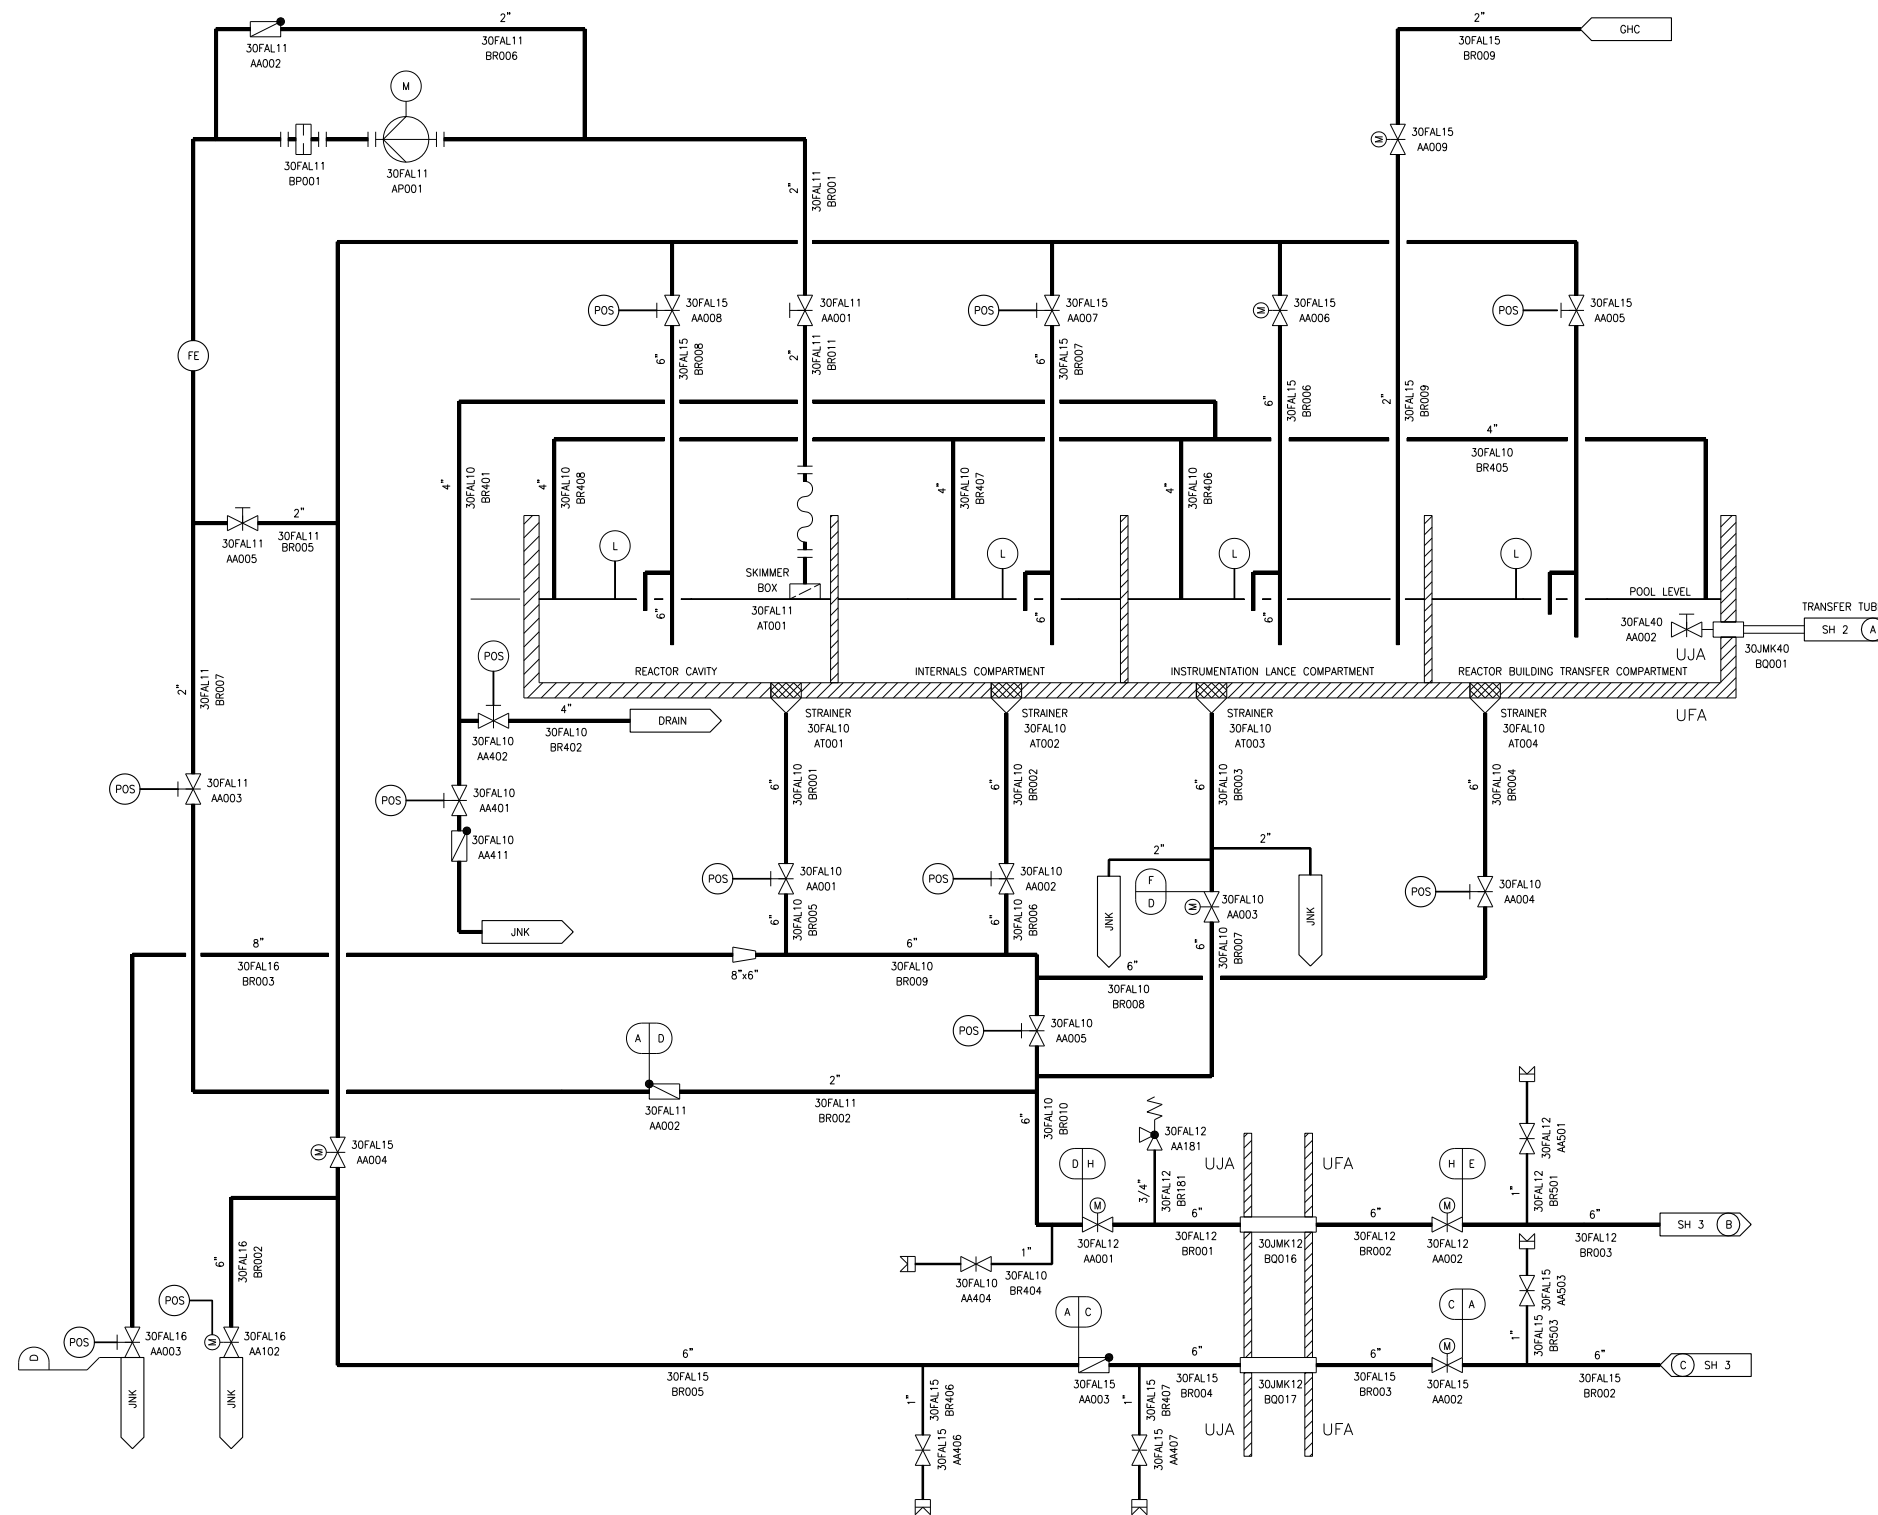 2"
30FAL11
AA002
30FAL11
BR006
2"
30FAL15
BR009
GHC
M
30FAL11
BP001
30FAL11
AP001
2"
30FAL11
BR001
M
30FAL15
AA009
POS
30FAL15
AA008
30FAL11
AA001
POS
30FAL15
AA007
M
30FAL15
AA006
POS
30FAL15
AA005
FE
6"
30FAL15
BR008
2"
30FAL11
BR011
6"
30FAL15
BR007
6"
30FAL15
BR006
2"
30FAL15
BR009
4"
30FAL10
BR405
4"
30FAL10
BR401
4"
30FAL10
BR408
4"
30FAL10
BR407
4"
30FAL10
BR406
2"
30FAL11
BR005
30FAL11
AA005
L
L
L
L
SKIMMER
BOX
30FAL11
AT001
6"
6"
6"
POOL LEVEL
30FAL40
AA002
UJA
TRANSFER TUB
SH 2
A
30JMK40
BQ001
REACTOR CAVITY
INTERNALS COMPARTMENT
INSTRUMENTATION LANCE COMPARTMENT
REACTOR BUILDING TRANSFER COMPARTMENT
UFA
2"
30FAL11
BR007
POS
30FAL10
AA402
4"
30FAL10
BR402
DRAIN
STRAINER
30FAL10
AT001
STRAINER
30FAL10
AT002
STRAINER
30FAL10
AT003
STRAINER
30FAL10
AT004
POS
30FAL11
AA003
POS
30FAL10
AA401
30FAL10
AA411
6"
30FAL10
BR001
6"
30FAL10
BR002
6"
30FAL10
BR003
6"
30FAL10
BR004
2"
2"
POS
30FAL10
AA001
POS
30FAL10
AA002
JNK
F
D
M
30FAL10
AA003
JNK
POS
30FAL10
AA004
6"
30FAL10
BR005
6"
30FAL10
BR006
6"
30FAL10
BR007
JNK
8"
30FAL16
BR003
8"x6"
6"
30FAL10
BR009
6"
30FAL10
BR008
POS
30FAL10
AA005
A
D
30FAL11
AA002
2"
30FAL11
BR002
6"
30FAL10
BR010
M
30FAL15
AA004
30FAL12
AA181
3/4"
30FAL12
BR181
UJA
UFA
D
H
M
30FAL12
AA001
6"
30FAL12
BR001
30JMK12
BQ016
6"
30FAL12
BR002
H
E
M
30FAL12
AA002
30FAL12
AA501
1"
30FAL12
BR501
6"
30FAL12
BR003
SH 3
B
1"
30FAL10
AA404
30FAL10
BR404
6"
30FAL16
BR002
POS
POS
30FAL16
AA003
M
30FAL16
AA102
D
JNK
JNK
6"
30FAL15
BR005
A
C
30FAL15
AA003
6"
30FAL15
BR004
30JMK12
BQ017
6"
30FAL15
BR003
C
A
M
30FAL15
AA002
30FAL15
AA503
1"
30FAL15
BR503
6"
30FAL15
BR002
C
SH 3
1"
30FAL15
BR406
30FAL15
AA406
1"
30FAL15
BR407
30FAL15
AA407
UJA
UFA